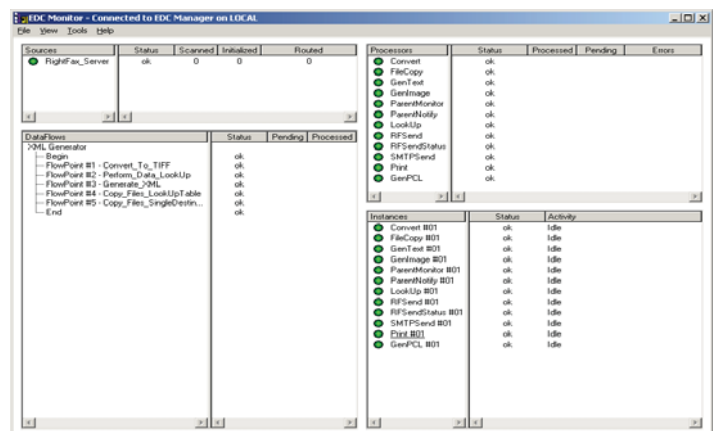 EDC Monitor - Connected to EDC Manager on LOCAL
File View Tools Help
Sources Status Scanned Initialized Routed
RightFax_Server ok 0 0 0
DataFlows Status Pending Processed
XML Generator
Begin ok
FlowPoint #1 - Convert_To_TIFF ok
FlowPoint #2 - Perform_Data_LookUp ok
FlowPoint #3 - Generate_XML ok
FlowPoint #4 - Copy_Files_LookUpTable ok
FlowPoint #5 - Copy_Files_SingleDestin... ok
End ok
Processors Status Processed Pending Errors
Convert ok
FileCopy ok
GenText ok
GenImage ok
ParentMonitor ok
ParentNotify ok
LookUp ok
RFSend ok
RFSendStatus ok
SMTPSend ok
Print ok
GenPCL ok
Instances Status Activity
Convert #01 ok Idle
FileCopy #01 ok Idle
GenText #01 ok Idle
GenImage #01 ok Idle
ParentMonitor #01 ok Idle
ParentNotify #01 ok Idle
LookUp #01 ok Idle
RFSend #01 ok Idle
RFSendStatus #01 ok Idle
SMTPSend #01 ok Idle
Print #01 ok Idle
GenPCL #01 ok Idle